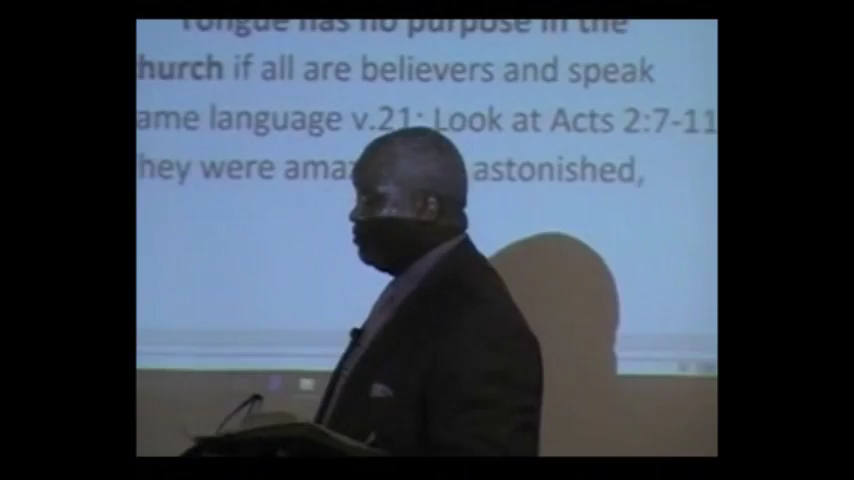 Tongue has no purpose in the
hurch if all are believers and speak
ame language v.21: Look at Acts 2:7-11
hey were ama astonished,